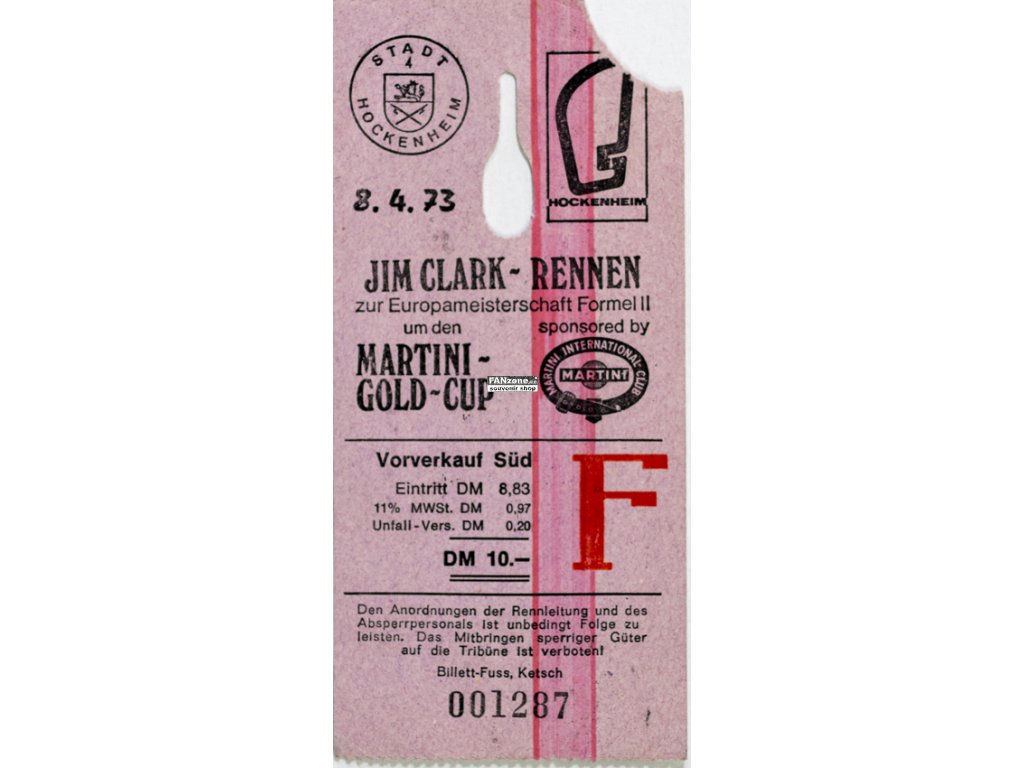 STADT
4
HOCKENHEIM
HOCKENHEIM
8.4.73
JIM CLARK- RENNEN
zur Europameisterschaft Formel II
um den sponsored by
MARTINI-
GOLD-CUP
MARTINI INTERNATIONAL CLUB
MARTINI
FANzone.cz
souvenir shop
Vorverkauf Süd
F
Eintritt DM 8,83
11% MWSt. DM 0,97
Unfall-Vers. DM 0,20
DM 10.—
Den Anordnungen der Rennleitung und des
Absperrpersonals ist unbedingt Folge zu
leisten. Das Mitbringen sperriger Güter
auf die Tribüne ist verboten!
Billett-Fuss, Ketsch
001287